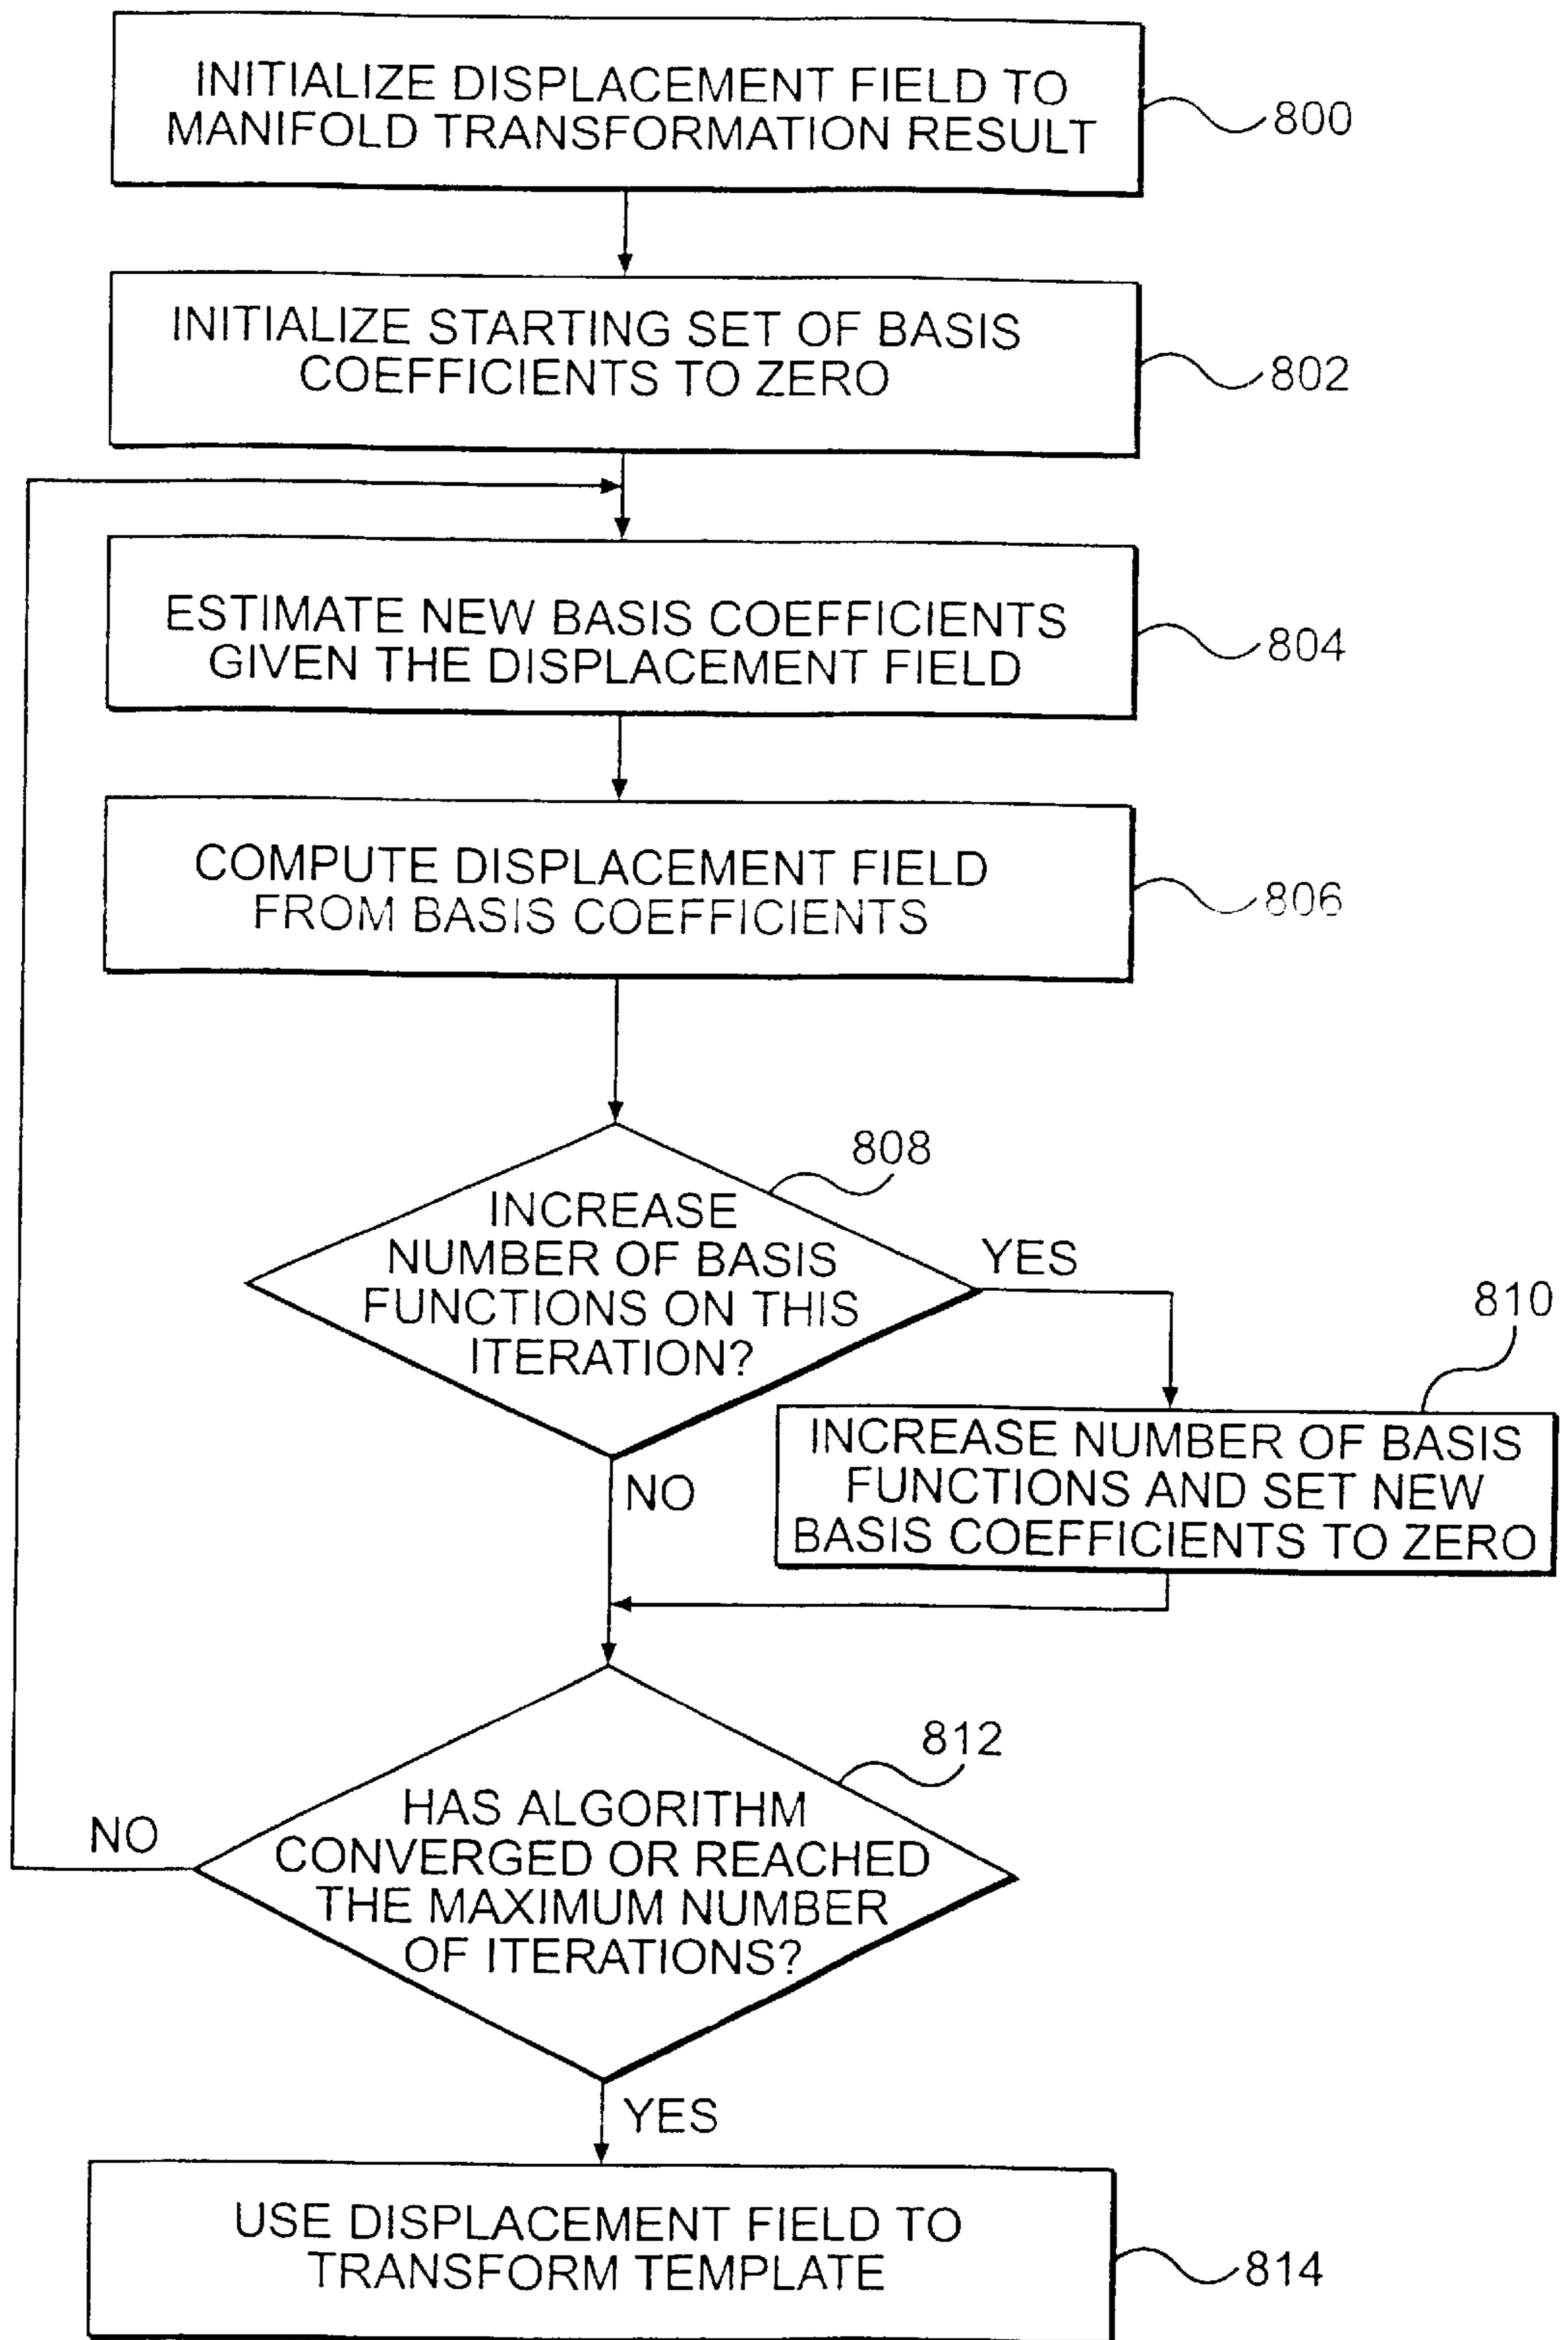 INITIALIZE DISPLACEMENT FIELD TO
MANIFOLD TRANSFORMATION RESULT
800
INITIALIZE STARTING SET OF BASIS
COEFFICIENTS TO ZERO
802
ESTIMATE NEW BASIS COEFFICIENTS
GIVEN THE DISPLACEMENT FIELD
804
COMPUTE DISPLACEMENT FIELD
FROM BASIS COEFFICIENTS
806
808
INCREASE
NUMBER OF BASIS
FUNCTIONS ON THIS
ITERATION?
YES
NO
810
INCREASE NUMBER OF BASIS
FUNCTIONS AND SET NEW
BASIS COEFFICIENTS TO ZERO
812
HAS ALGORITHM
CONVERGED OR REACHED
THE MAXIMUM NUMBER
OF ITERATIONS?
NO
YES
USE DISPLACEMENT FIELD TO
TRANSFORM TEMPLATE
814